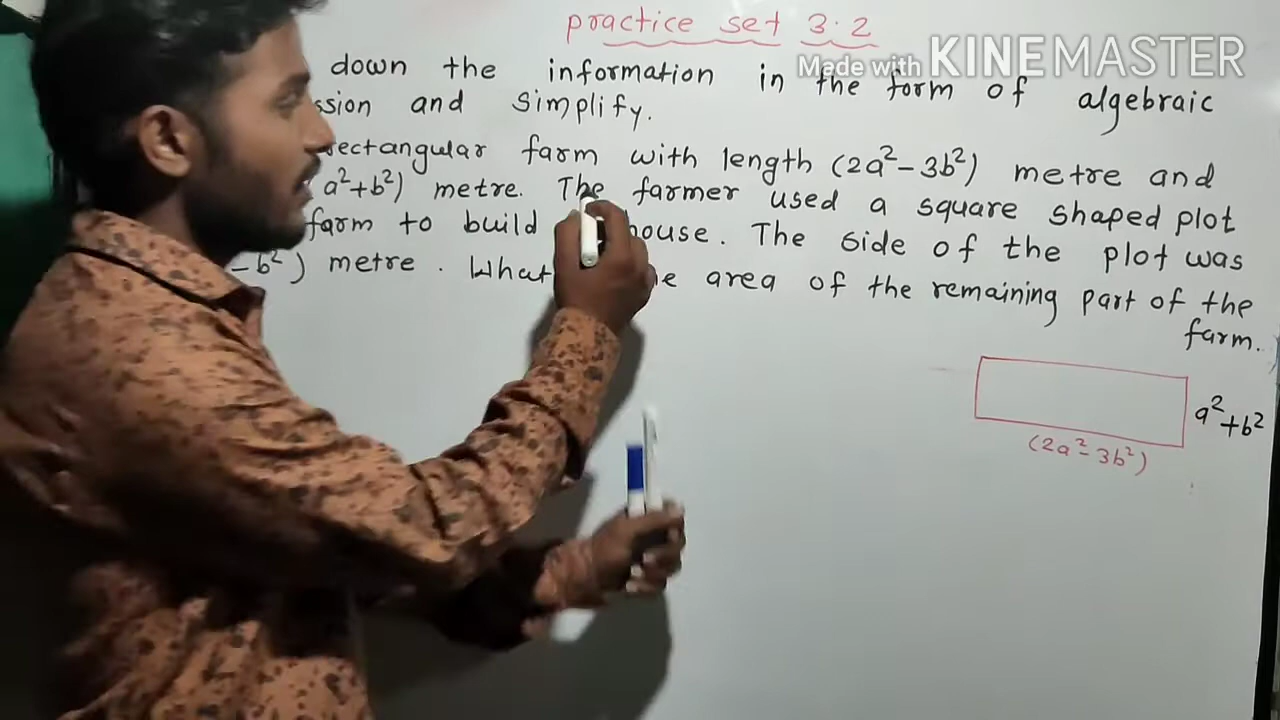 practice set 3.2
Made with KINEMASTER
down the information in the form of algebraic
ssion and simplify.
rectangular farm with length (2a²-3b²) metre and
a²+b²) metre. The farmer used a square shaped plot
farm to build house. The side of the plot was
-b²) metre. What area of the remaining part of the
farm.
a²+b²
(2a²-3b²)